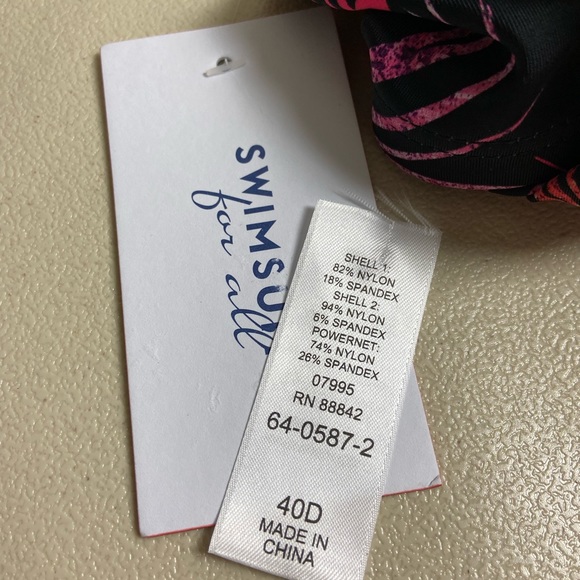 SWIMSU
for all
SHELL 1:
82% NYLON
18% SPANDEX
SHELL 2:
94% NYLON
6% SPANDEX
POWERNET:
74% NYLON
26% SPANDEX
07995
RN 88842
64-0587-2
40D
MADE IN
CHINA